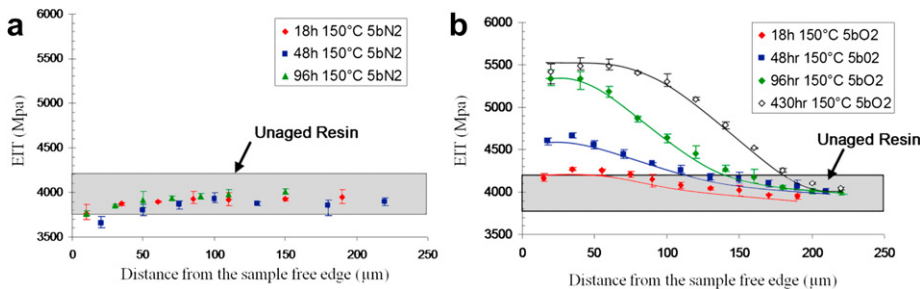 a
18h 150°C 5bN2
48h 150°C 5bN2
96h 150°C 5bN2
Unaged Resin
EIT (Mpa)
6000
5500
5000
4500
4000
3500
0 50 100 150 200 250
Distance from the sample free edge (µm)
b
18h 150°C 5bO2
48hr 150°C 5b02
96hr 150°C 5bO2
430hr 150°C 5bO2
Unaged Resin
EIT (Mpa)
6000
5500
5000
4500
4000
3500
0 50 100 150 200 250
Distance from the sample free edge (µm)